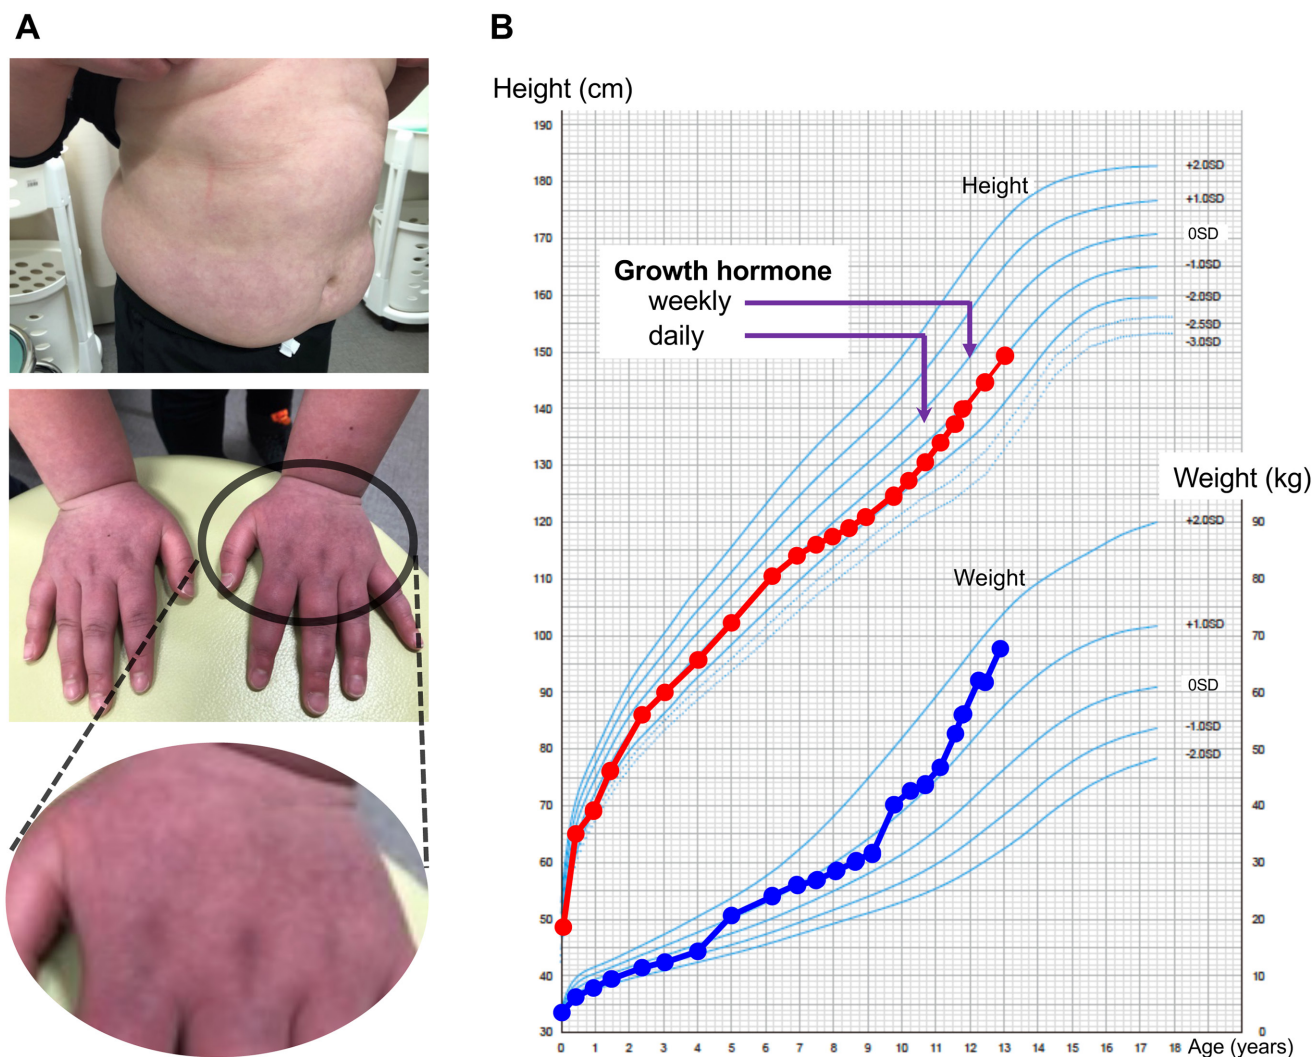 A
B
Height (cm)
190
180
170
160
150
140
130
120
110
100
90
80
70
60
50
40
30
Height
+2.0SD
+1.0SD
0SD
-1.0SD
-2.0SD
-2.5SD
-3.0SD
Growth hormone
weekly
daily
Weight (kg)
Weight
+2.0SD
+1.0SD
0SD
-1.0SD
-2.0SD
90
80
70
60
50
40
30
20
10
0
0 1 2 3 4 5 6 7 8 9 10 11 12 13 14 15 16 17 18 Age (years)